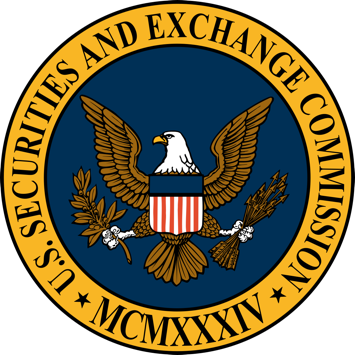 U.S. SECURITIES AND EXCHANGE COMMISSION
MCMXXXIV